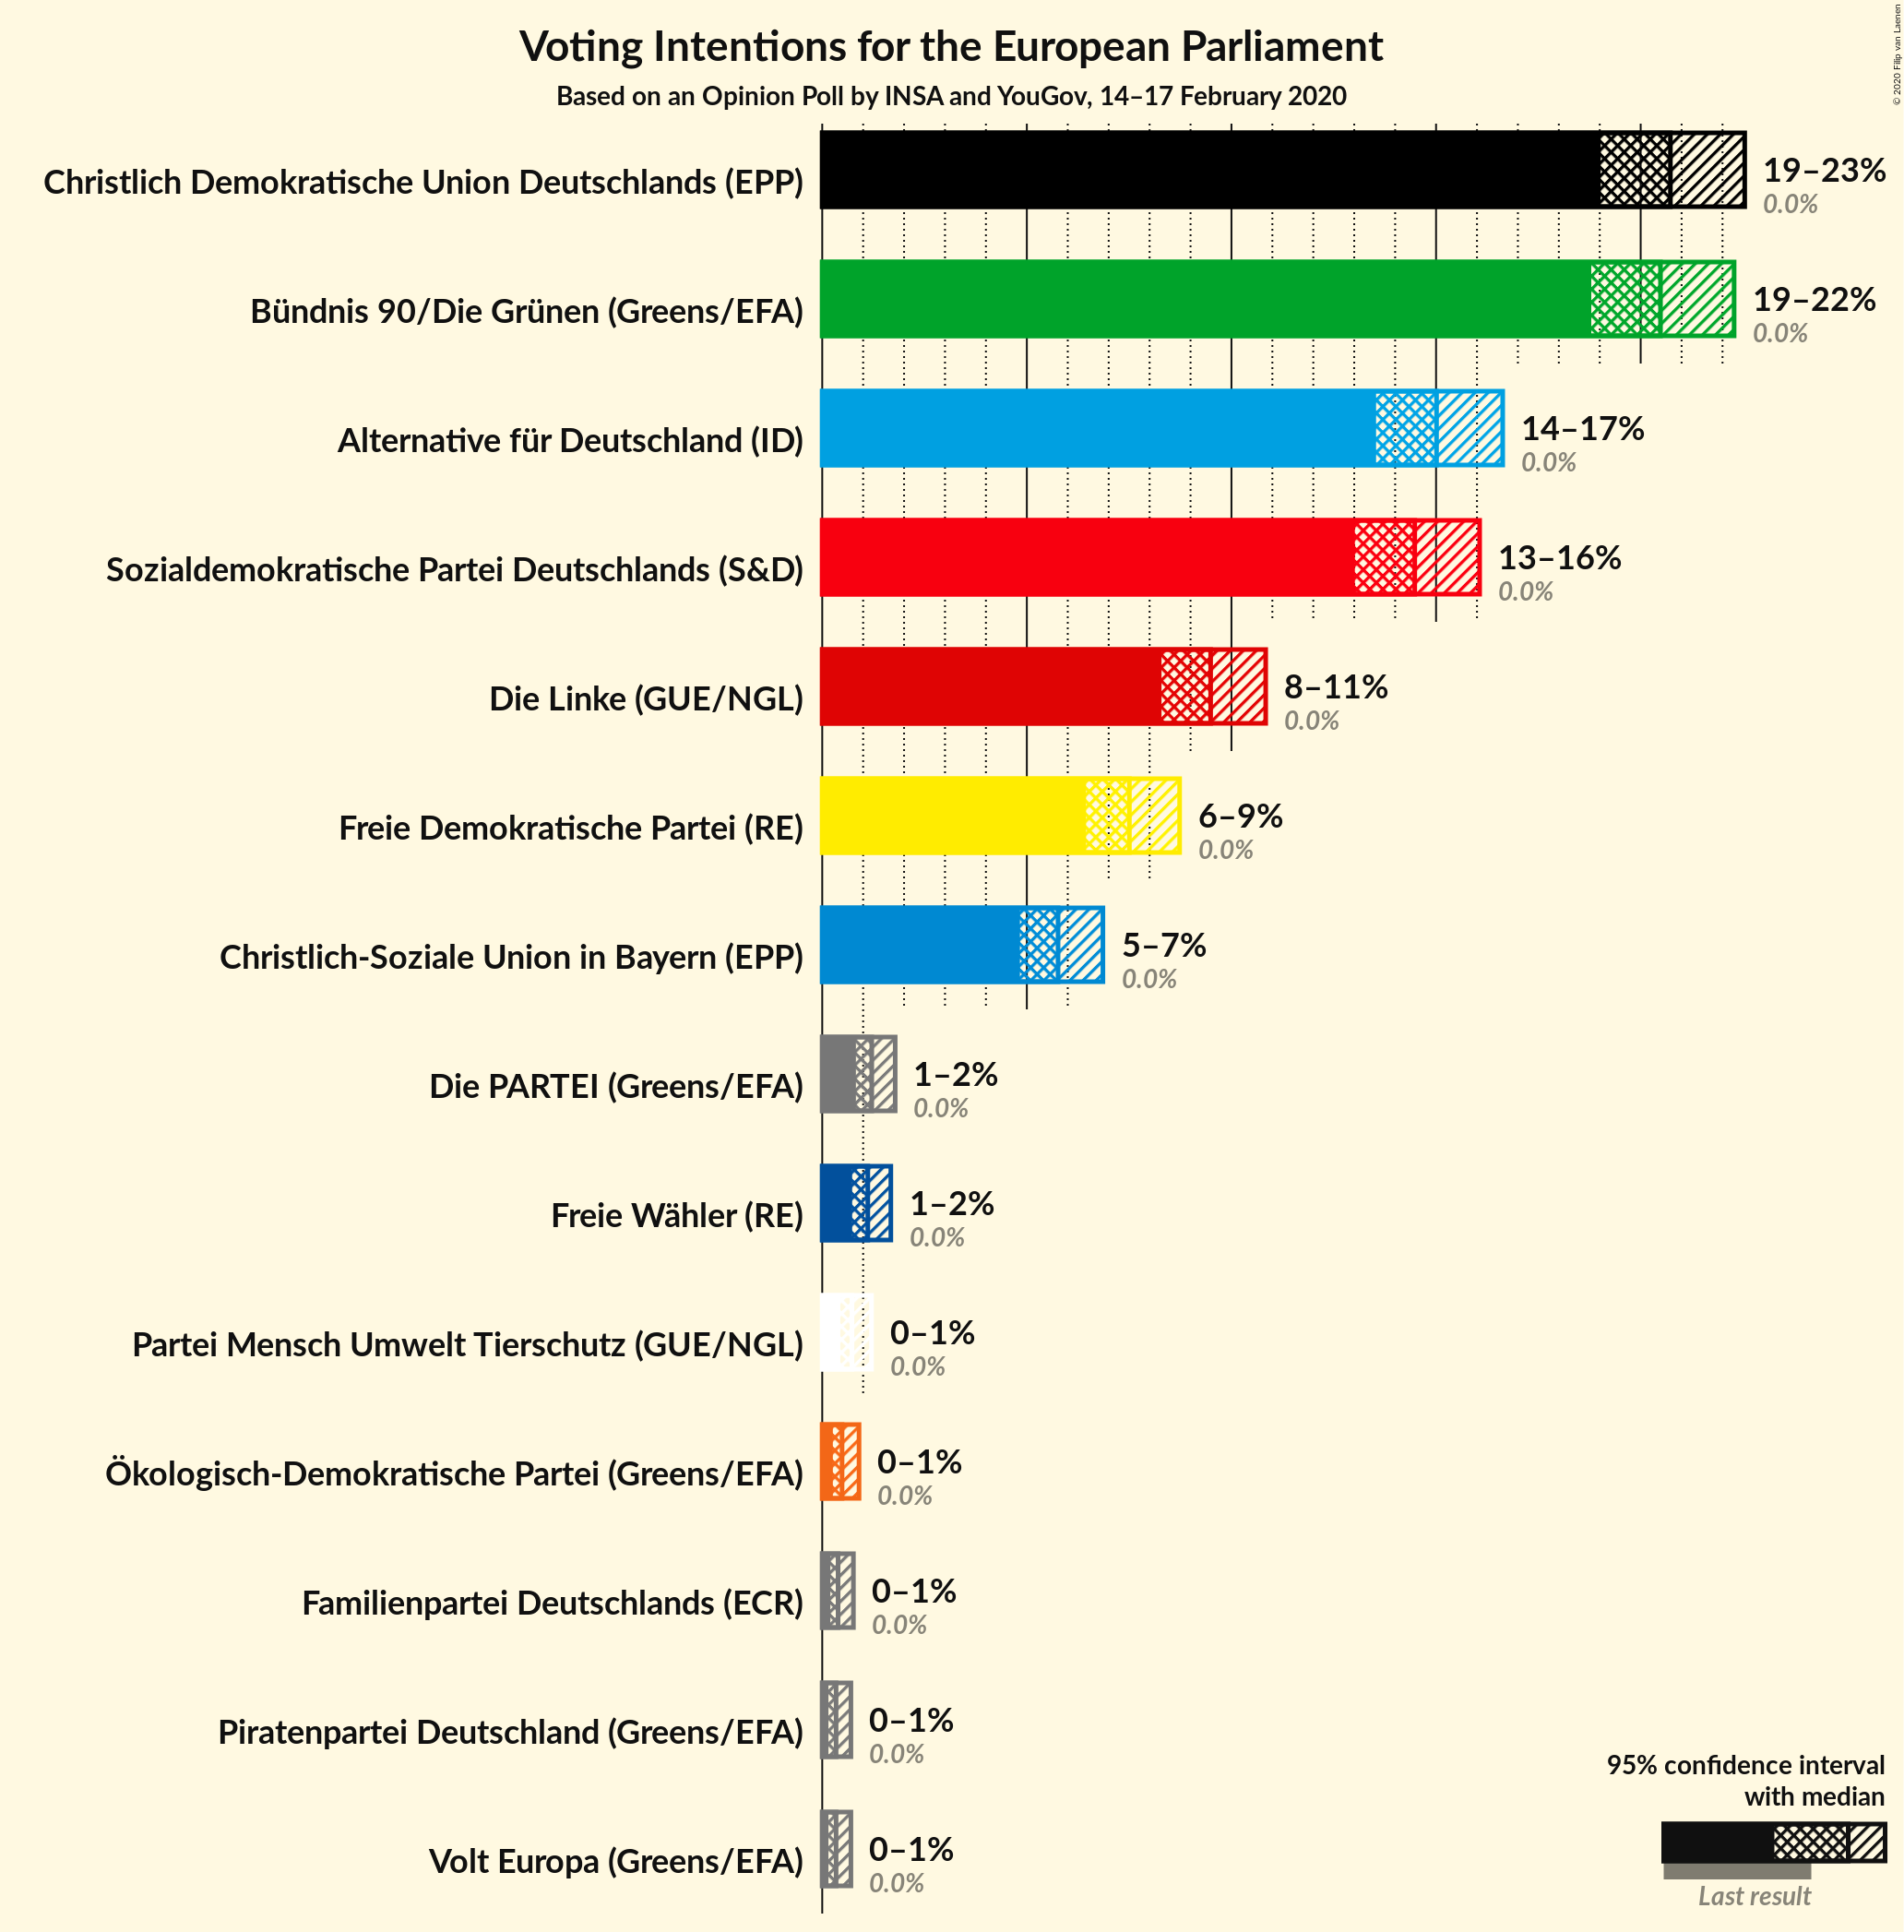 Voting Intentions for the European Parliament
Based on an Opinion Poll by INSA and YouGov, 14–17 February 2020
© 2020 Filip van Laenen
Christlich Demokratische Union Deutschlands (EPP)
19–23%
0.0%
Bündnis 90/Die Grünen (Greens/EFA)
19–22%
0.0%
Alternative für Deutschland (ID)
14–17%
0.0%
Sozialdemokratische Partei Deutschlands (S&D)
13–16%
0.0%
Die Linke (GUE/NGL)
8–11%
0.0%
Freie Demokratische Partei (RE)
6–9%
0.0%
Christlich-Soziale Union in Bayern (EPP)
5–7%
0.0%
Die PARTEI (Greens/EFA)
1–2%
0.0%
Freie Wähler (RE)
1–2%
0.0%
Partei Mensch Umwelt Tierschutz (GUE/NGL)
0–1%
0.0%
Ökologisch-Demokratische Partei (Greens/EFA)
0–1%
0.0%
Familienpartei Deutschlands (ECR)
0–1%
0.0%
Piratenpartei Deutschland (Greens/EFA)
0–1%
0.0%
Volt Europa (Greens/EFA)
0–1%
0.0%
95% confidence interval
with median
Last result